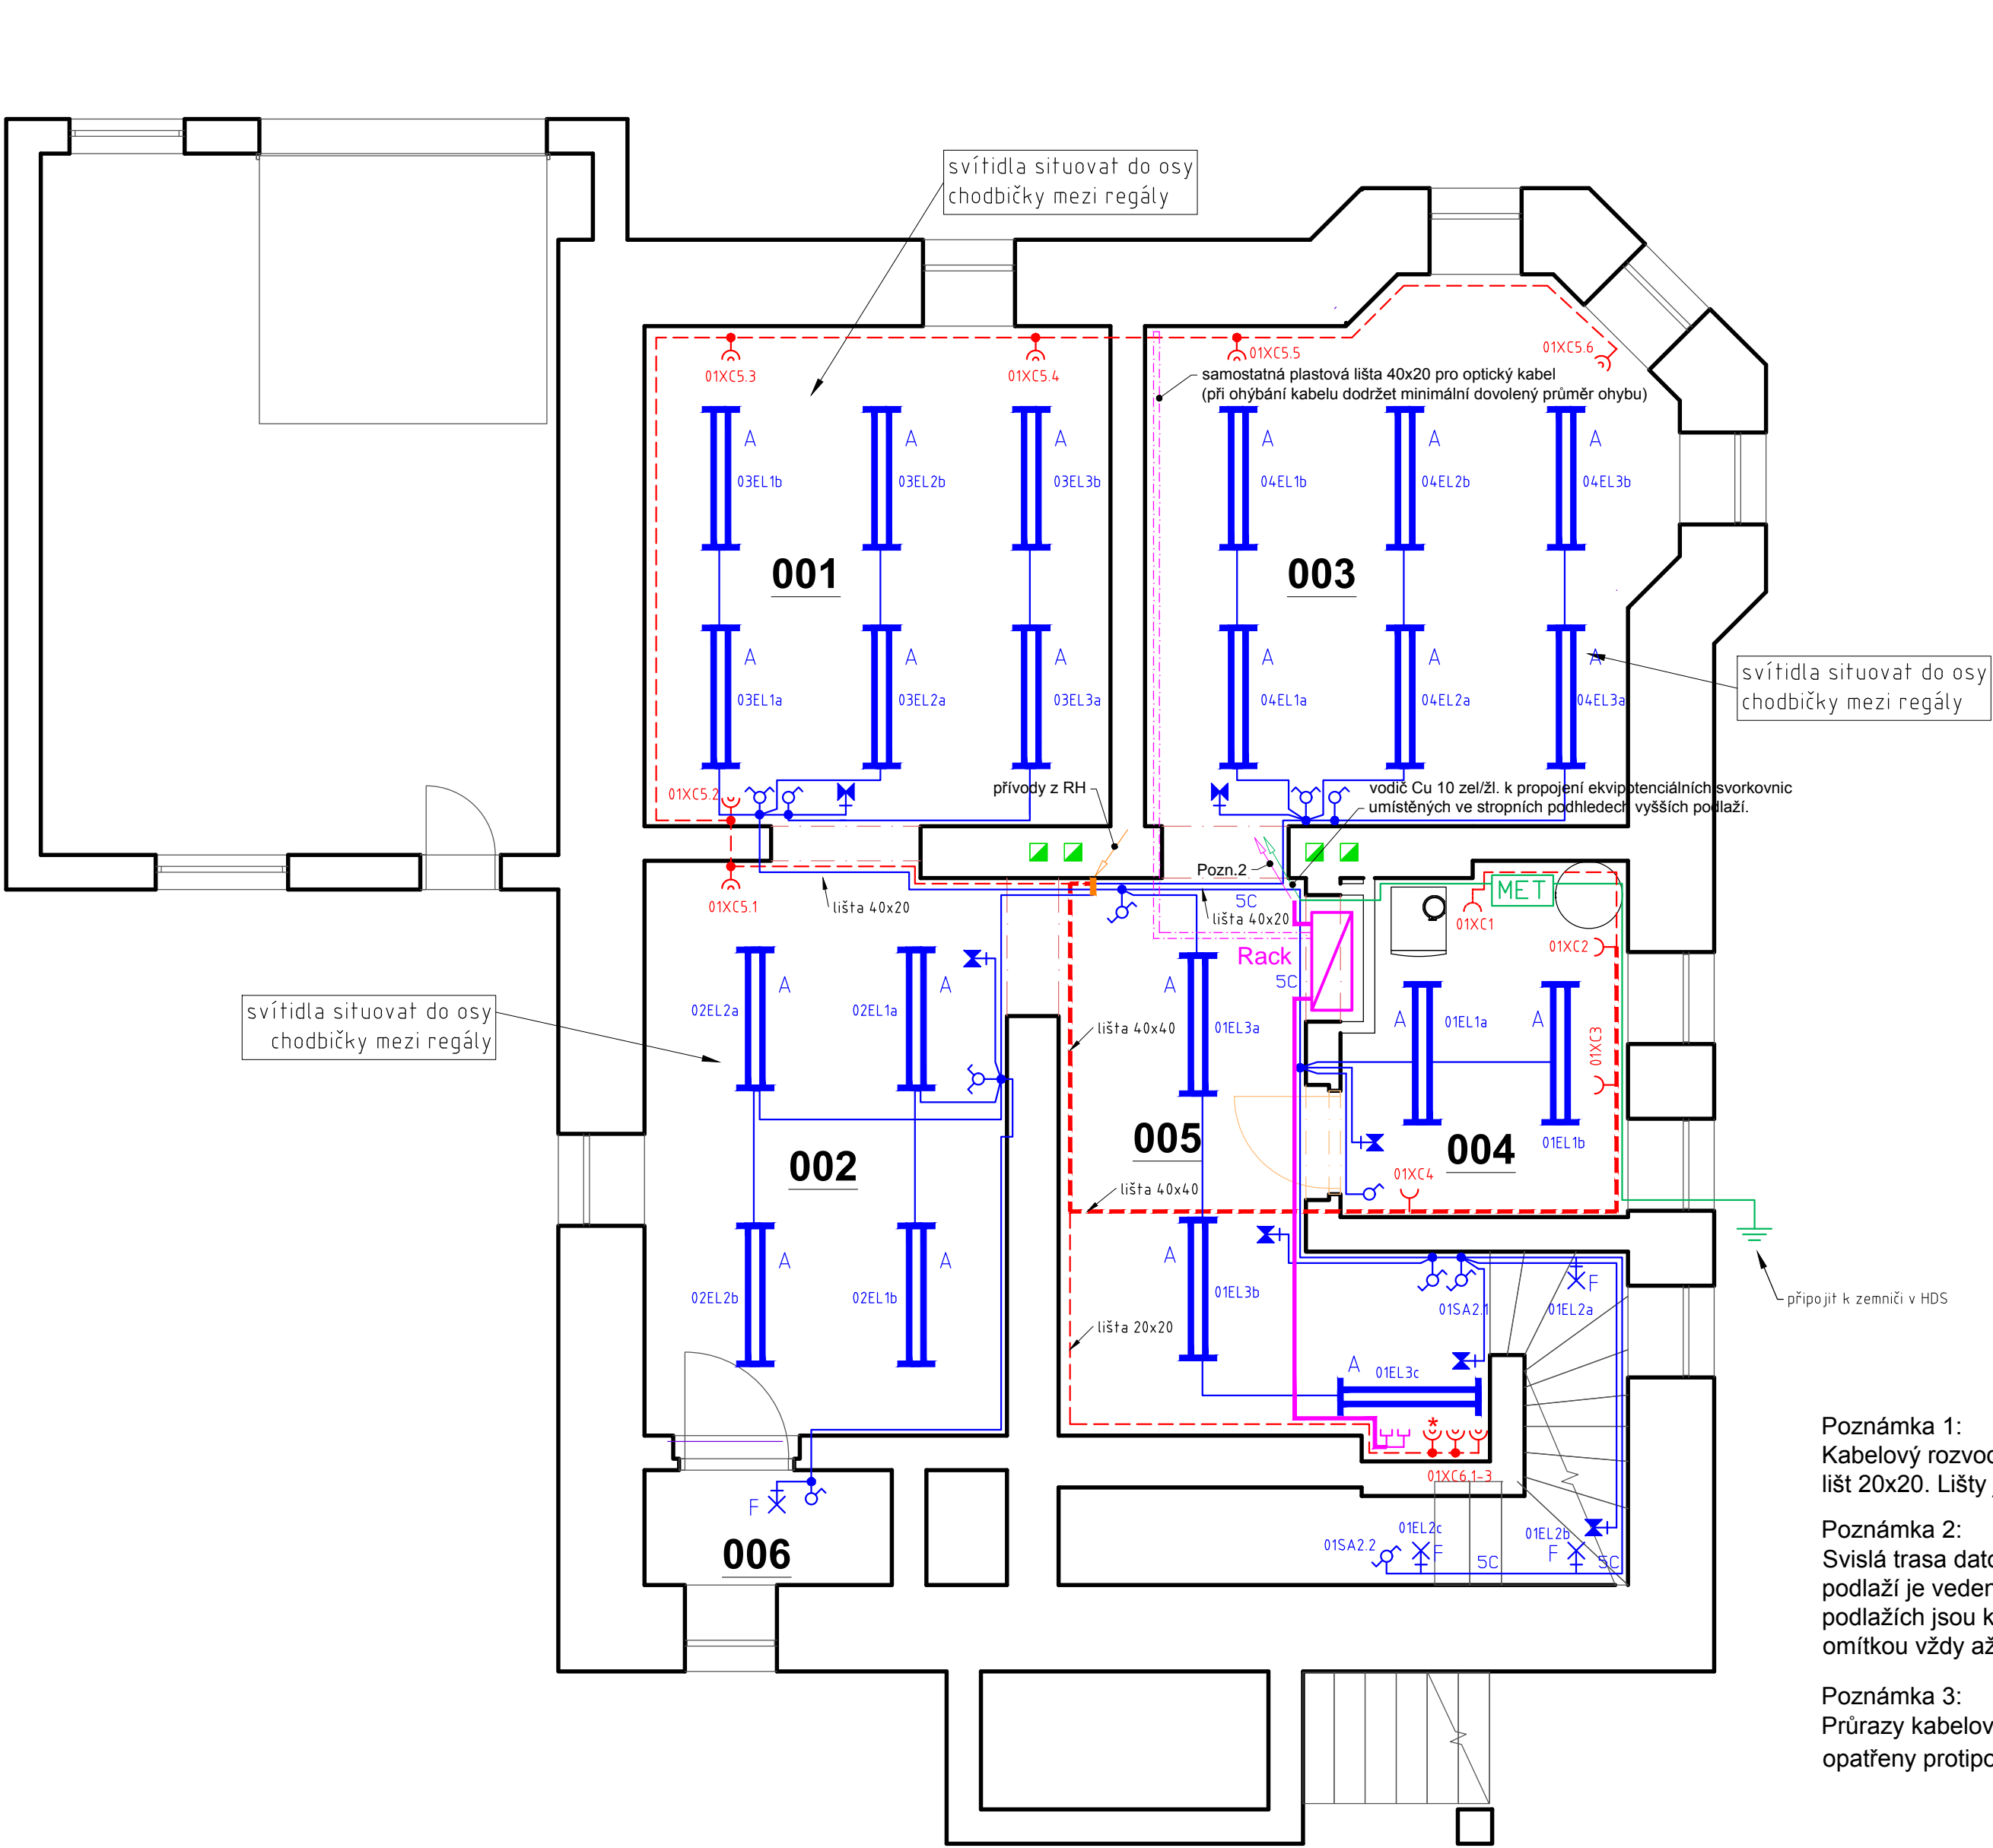 svítidla situovat do osy
chodbičky mezi regály
01XC5.3
01XC5.4
01XC5.5
01XC5.6
samostatná plastová lišta 40x20 pro optický kabel
(při ohýbání kabelu dodržet minimální dovolený průměr ohybu)
A
A
A
A
A
A
03EL1b
03EL2b
03EL3b
04EL1b
04EL2b
04EL3b
001
003
A
A
A
A
A
A
03EL1a
03EL2a
03EL3a
04EL1a
04EL2a
04EL3a
svítidla situovat do osy
chodbičky mezi regály
01XC5.2
přívody z RH
vodič Cu 10 zel/žl. k propojení ekvipotenciálních svorkovnic
umístěných ve stropních podhledech vyšších podlaží.
Pozn.2
01XC5.1
lišta 40x20
5C
lišta 40x20
MET
01XC1
01XC2
Rack
5C
A
A
A
02EL2a
02EL1a
01EL3a
A
01EL1a
A
01XC3
svítidla situovat do osy
chodbičky mezi regály
lišta 40x40
005
004
01EL1b
002
01XC4
lišta 40x40
A
A
A
02EL2b
02EL1b
01EL3b
01SA2.1
F
01EL2a
připojit k zemniči v HDS
lišta 20x20
A
01EL3c
*
01XC6.1-3
F
006
01SA2.2
01EL2c
F
5C
01EL2b
F
5C
Poznámka 1:
Kabelový rozvod
lišt 20x20. Lišty
Poznámka 2:
Svislá trasa dato
podlaží je veden
podlažích jsou k
omítkou vždy až
Poznámka 3:
Průrazy kabelov
opatřeny protipo